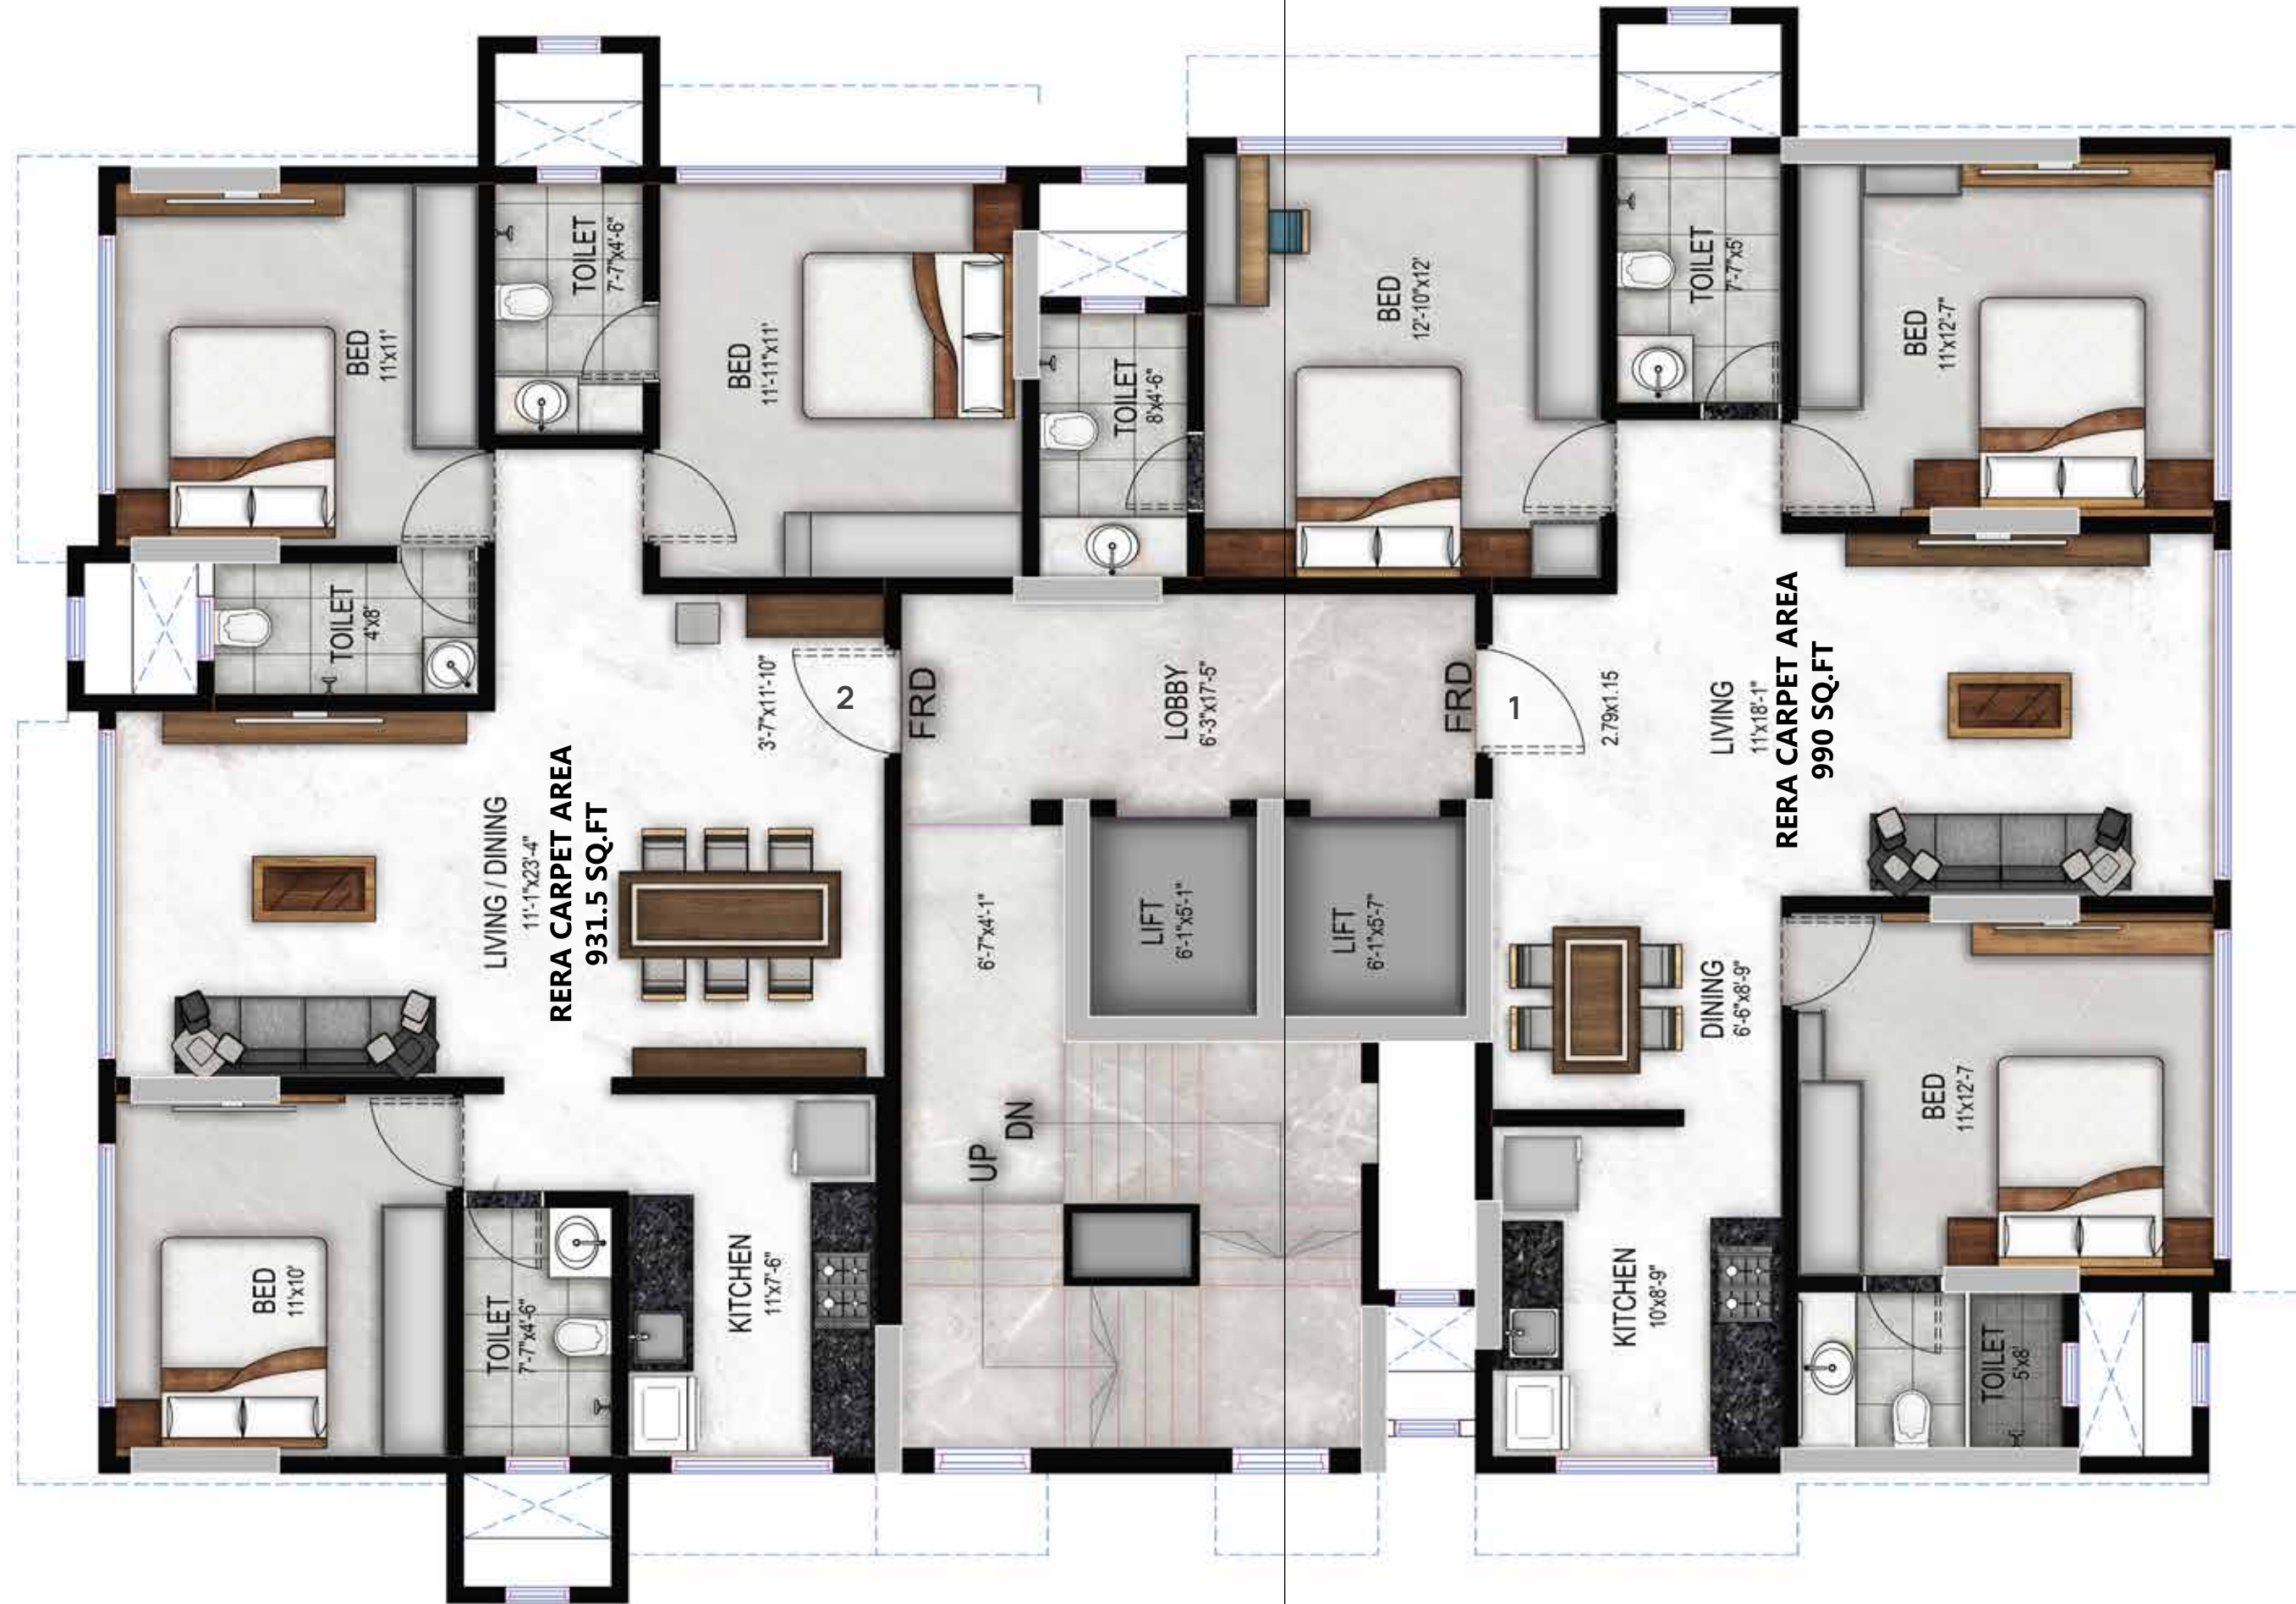 BED
11'x11'
TOILET
7'-7"x4'-6"
BED
11'-11"x11'
TOILET
8'x4'-6"
TOILET
4'x8'
LIVING / DINING
11'-1"x23'-4"
RERA CARPET AREA
931.5 SQ.FT
3'-7"x11'-10"
2
BED
11'x10'
TOILET
7'-7"x4'-6"
KITCHEN
11'x7'-6"
FRD
LOBBY
6'-3"x17'-5"
FRD
6'-7"x4'-1"
LIFT
6'-1"x5'-1"
LIFT
6'-1"x5'-7"
UP
DN
BED
12'-10"x12'
TOILET
7'-7"x5'
BED
11'x12'-7"
1
2.79x1.15
LIVING
11'x18'-1"
RERA CARPET AREA
990 SQ.FT
DINING
6'-6"x8'-9"
BED
11'x12'-7
KITCHEN
10'x8'-9"
TOILET
5'x8'